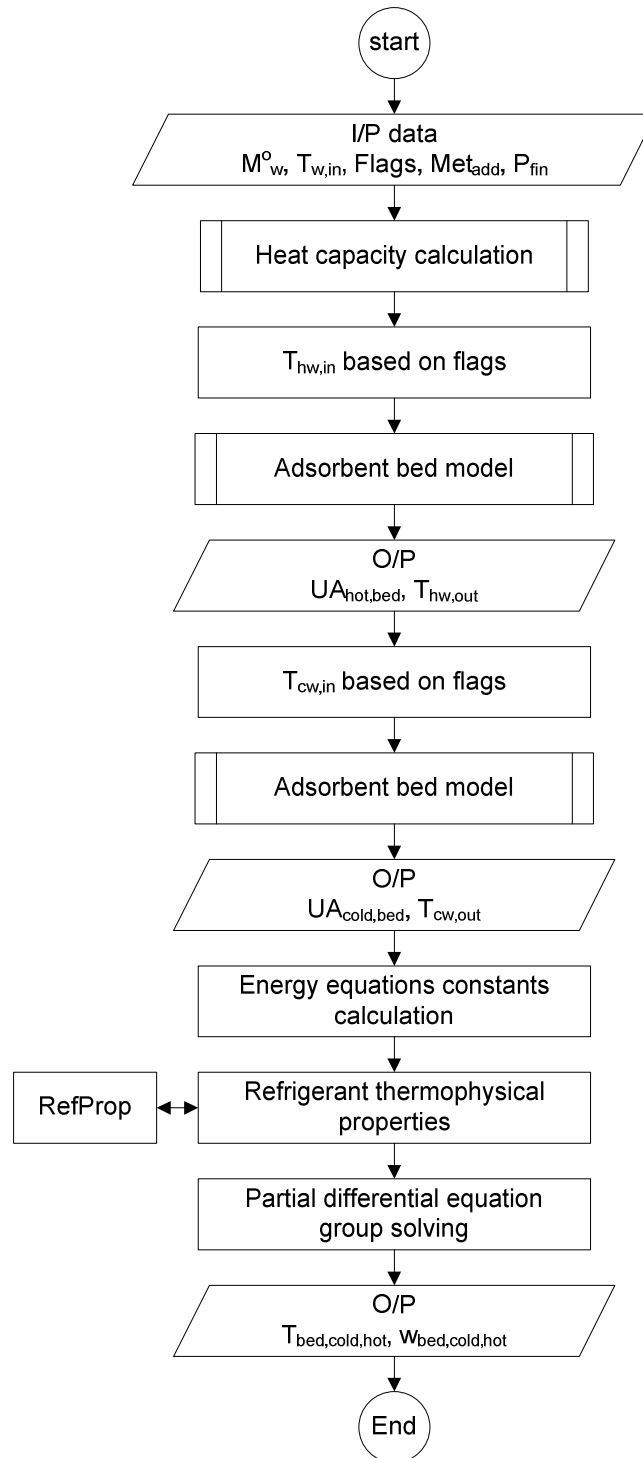 start
I/P data
M°w, Tw,in, Flags, Metadd, Pfin
Heat capacity calculation
Thw,in based on flags
Adsorbent bed model
O/P
UAhot,bed, Thw,out
Tcw,in based on flags
Adsorbent bed model
O/P
UAcold,bed, Tcw,out
Energy equations constants
calculation
RefProp
Refrigerant thermophysical
properties
Partial differential equation
group solving
O/P
Tbed,cold,hot, wbed,cold,hot
End